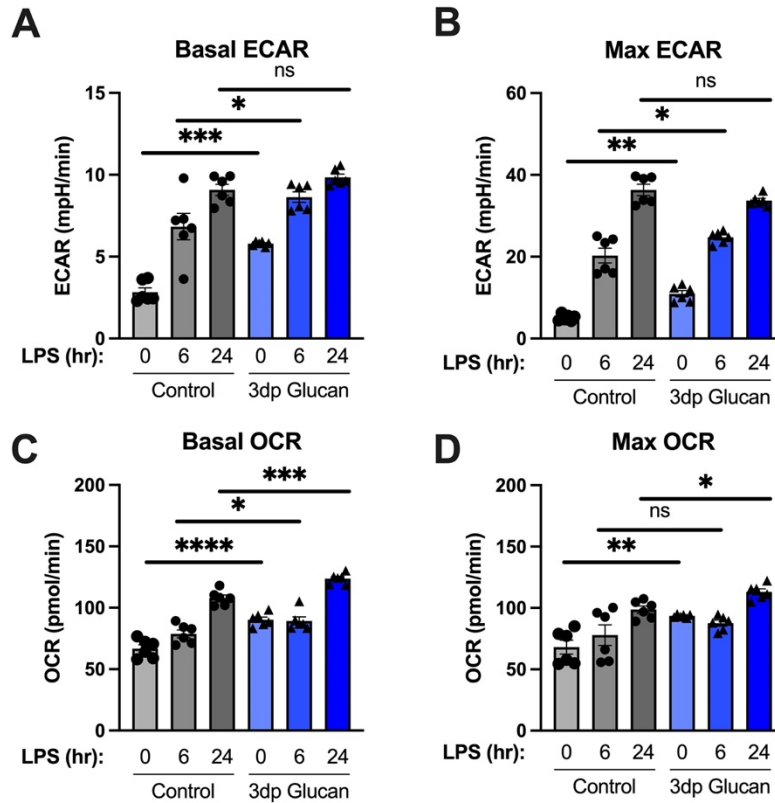 A
Basal ECAR
ns
*
***
15
10
5
0
ECAR (mpH/min)
LPS (hr): 0 6 24 0 6 24
Control 3dp Glucan
B
Max ECAR
ns
*
**
60
40
20
0
ECAR (mpH/min)
LPS (hr): 0 6 24 0 6 24
Control 3dp Glucan
C
Basal OCR
***
*
****
200
150
100
50
0
OCR (pmol/min)
LPS (hr): 0 6 24 0 6 24
Control 3dp Glucan
D
Max OCR
*
ns
**
200
150
100
50
0
OCR (pmol/min)
LPS (hr): 0 6 24 0 6 24
Control 3dp Glucan